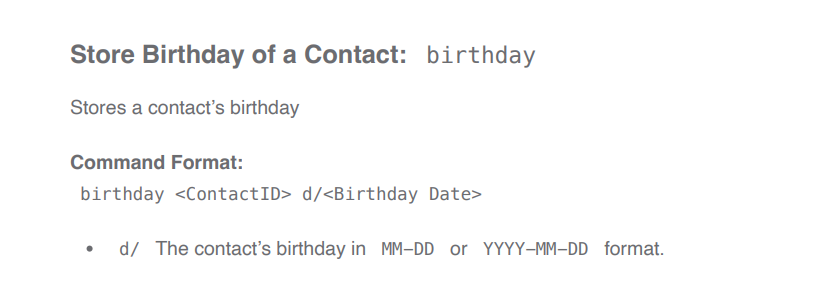 Store Birthday of a Contact: birthday
Stores a contact’s birthday
Command Format:
birthday <ContactID> d/<Birthday Date>
• d/ The contact’s birthday in MM-DD or YYYY-MM-DD format.